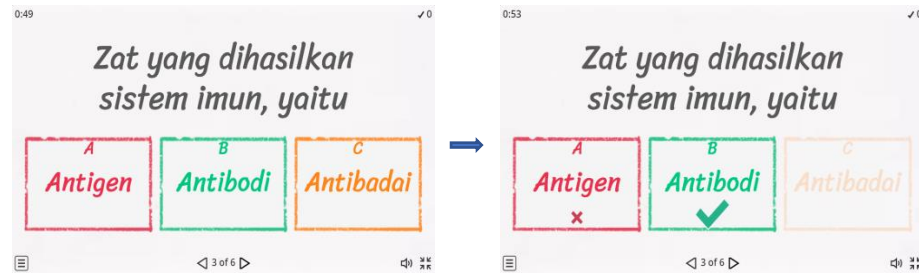 0:49
✓ 0
Zat yang dihasilkan
sistem imun, yaitu
A
Antigen
B
Antibodi
C
Antibadai
3 of 6
0:53
✓ 0
Zat yang dihasilkan
sistem imun, yaitu
A
Antigen
B
Antibodi
C
Antibadai
3 of 6